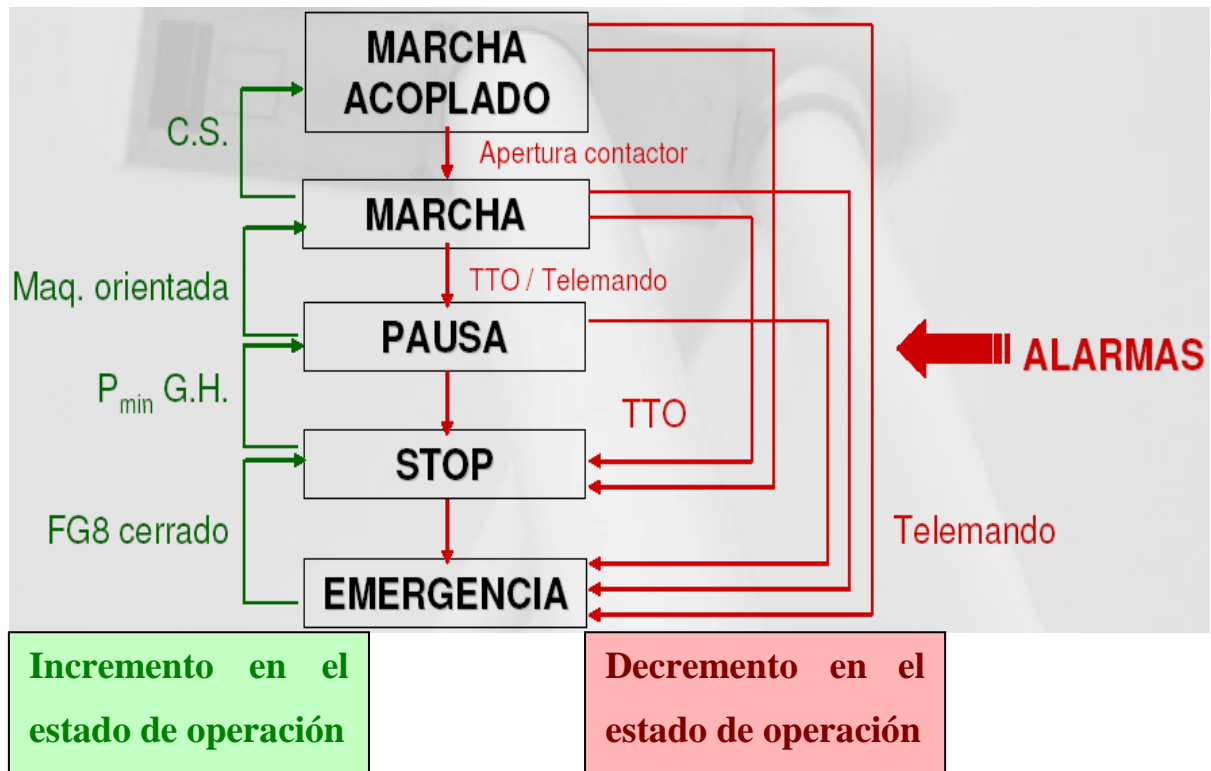 MARCHA
ACOPLADO
C.S.
Apertura contactor
MARCHA
Maq. orientada
TTO / Telemando
PAUSA
ALARMAS
Pmin G.H.
TTO
STOP
FG8 cerrado
Telemando
EMERGENCIA
Incremento en el
estado de operación
Decremento en el
estado de operación